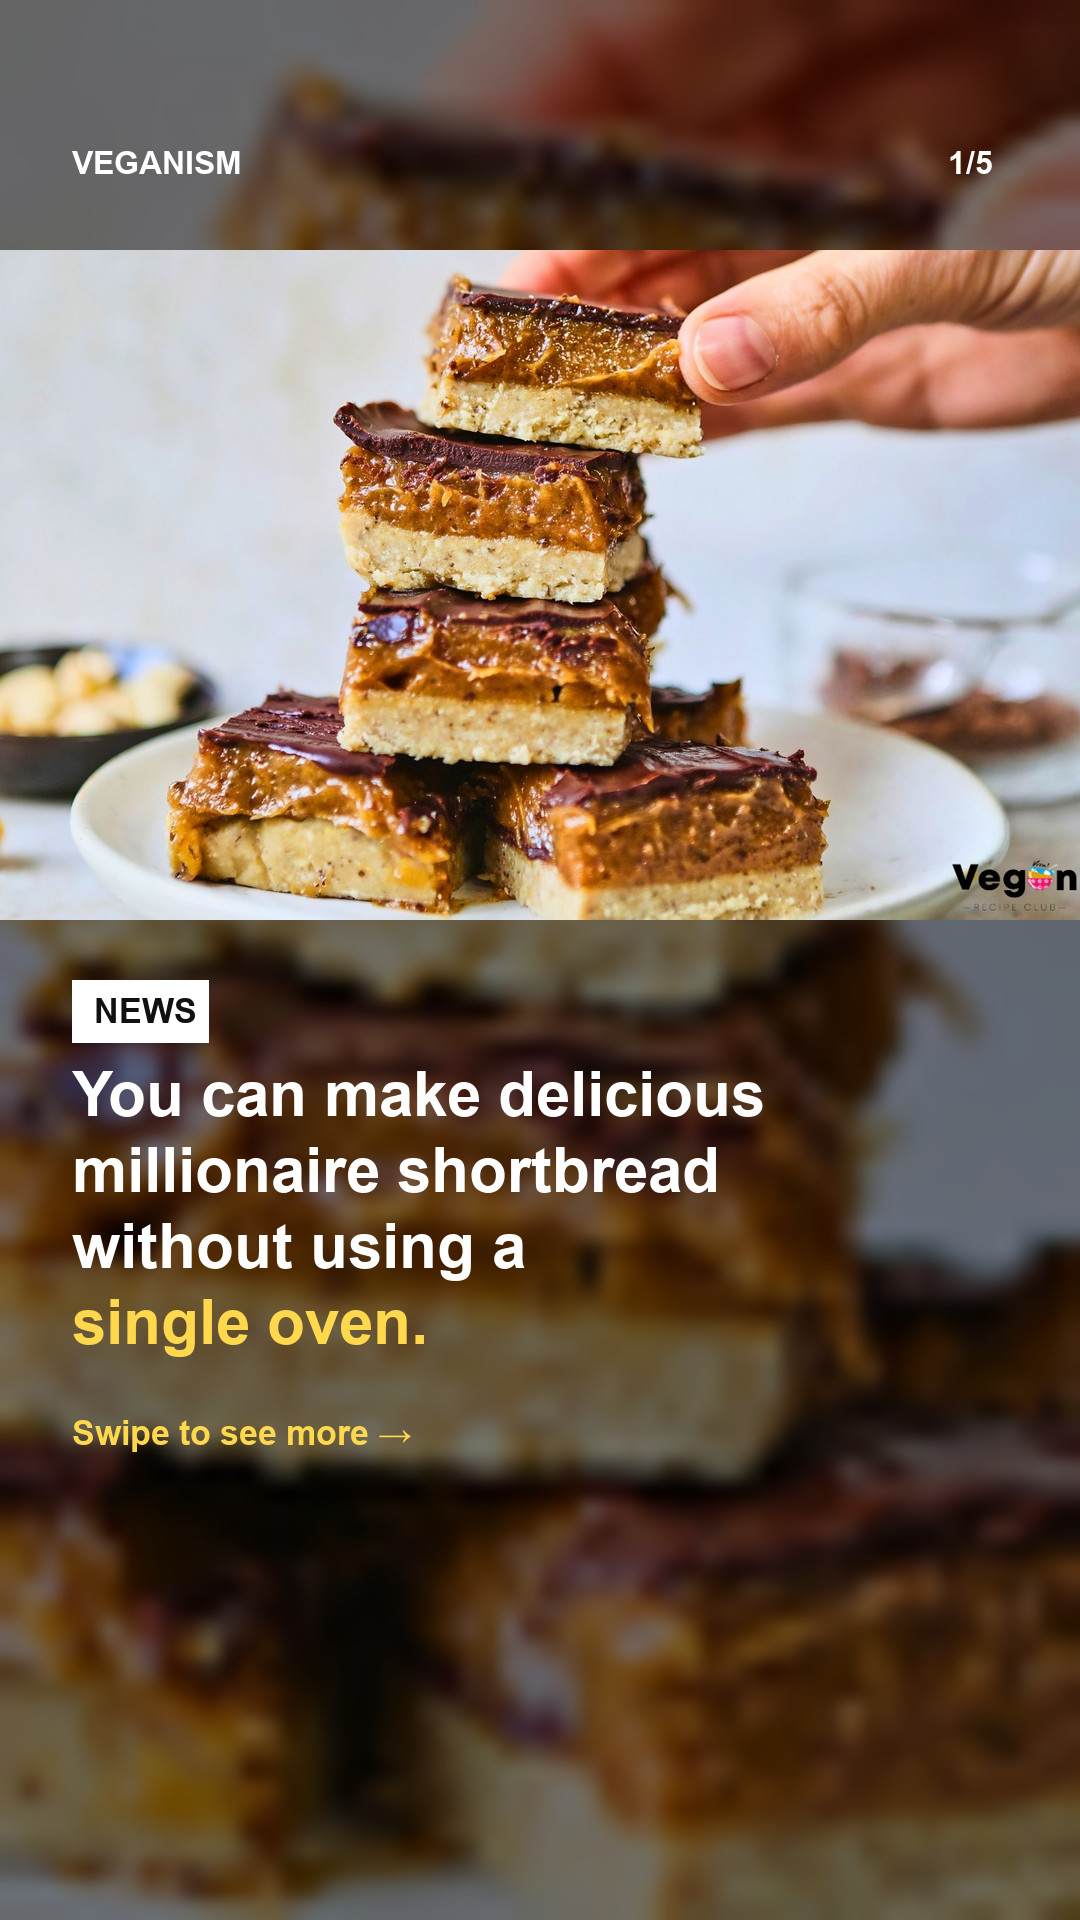 VEGANISM
1/5
Vegan
RECIPE CLUB
NEWS
You can make delicious
millionaire shortbread
without using a
single oven.
Swipe to see more →